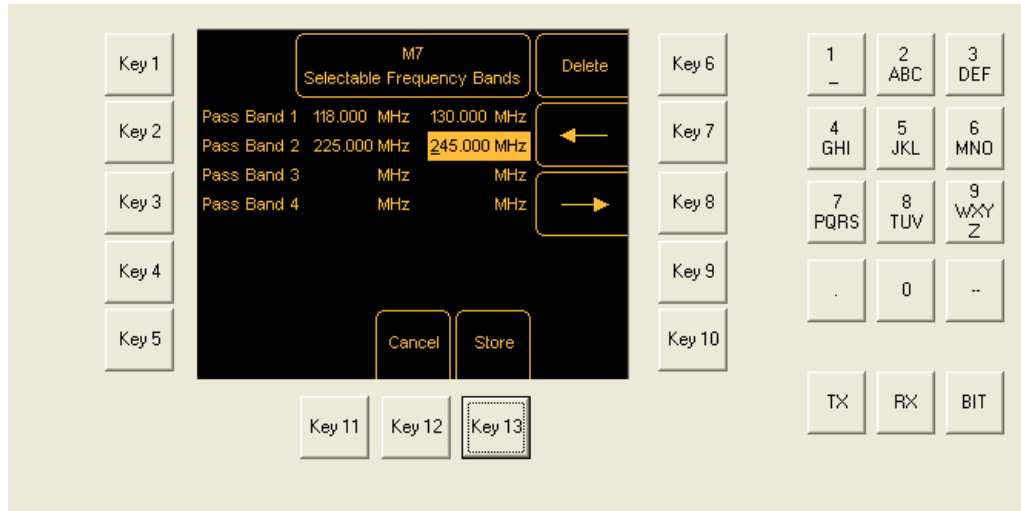 Key 1
M7
Selectable Frequency Bands
Delete
Key 6
1
_
2
ABC
3
DEF
Key 2
Pass Band 1 118.000 MHz 130.000 MHz
Pass Band 2 225.000 MHz 245.000 MHz
Pass Band 3 MHz MHz
Pass Band 4 MHz MHz
Key 7
4
GHI
5
JKL
6
MNO
Key 3
Key 8
7
PQRS
8
TUV
9
WXY
Z
Key 4
Key 9
.
0
--
Key 5
Cancel
Store
Key 10
Key 11
Key 12
Key 13
TX
RX
BIT